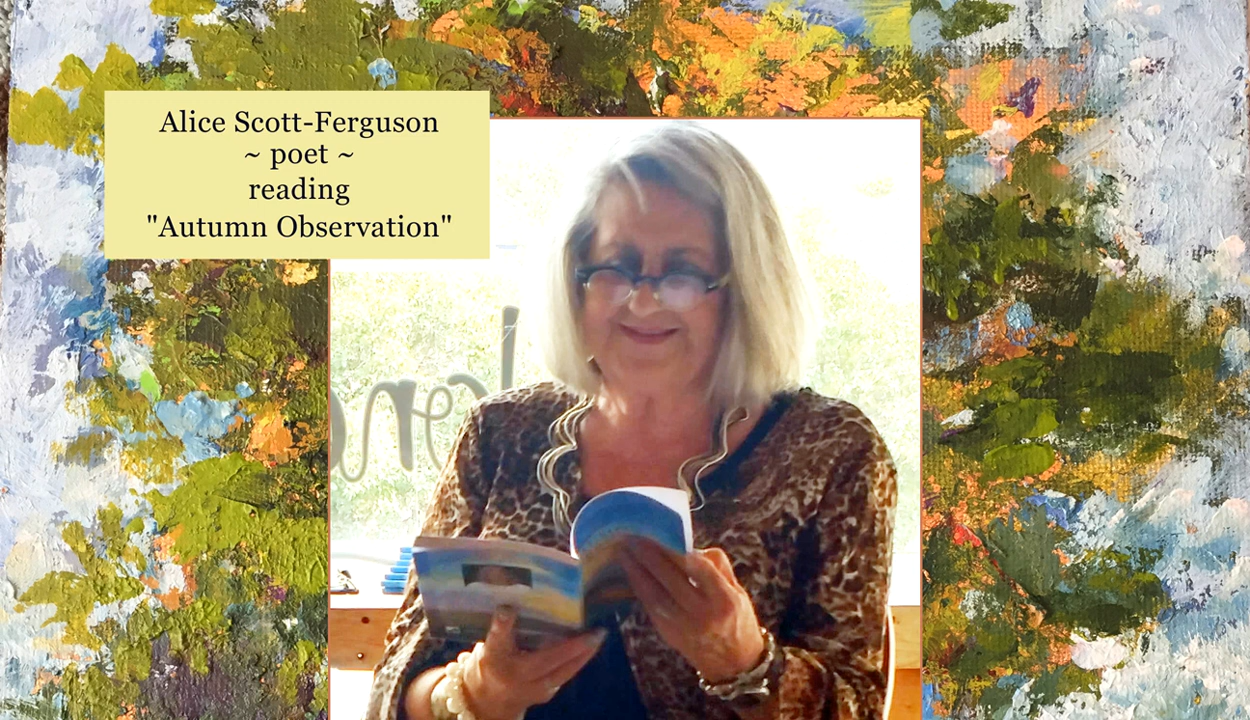 Alice Scott-Ferguson
~ poet ~
reading
"Autumn Observation"